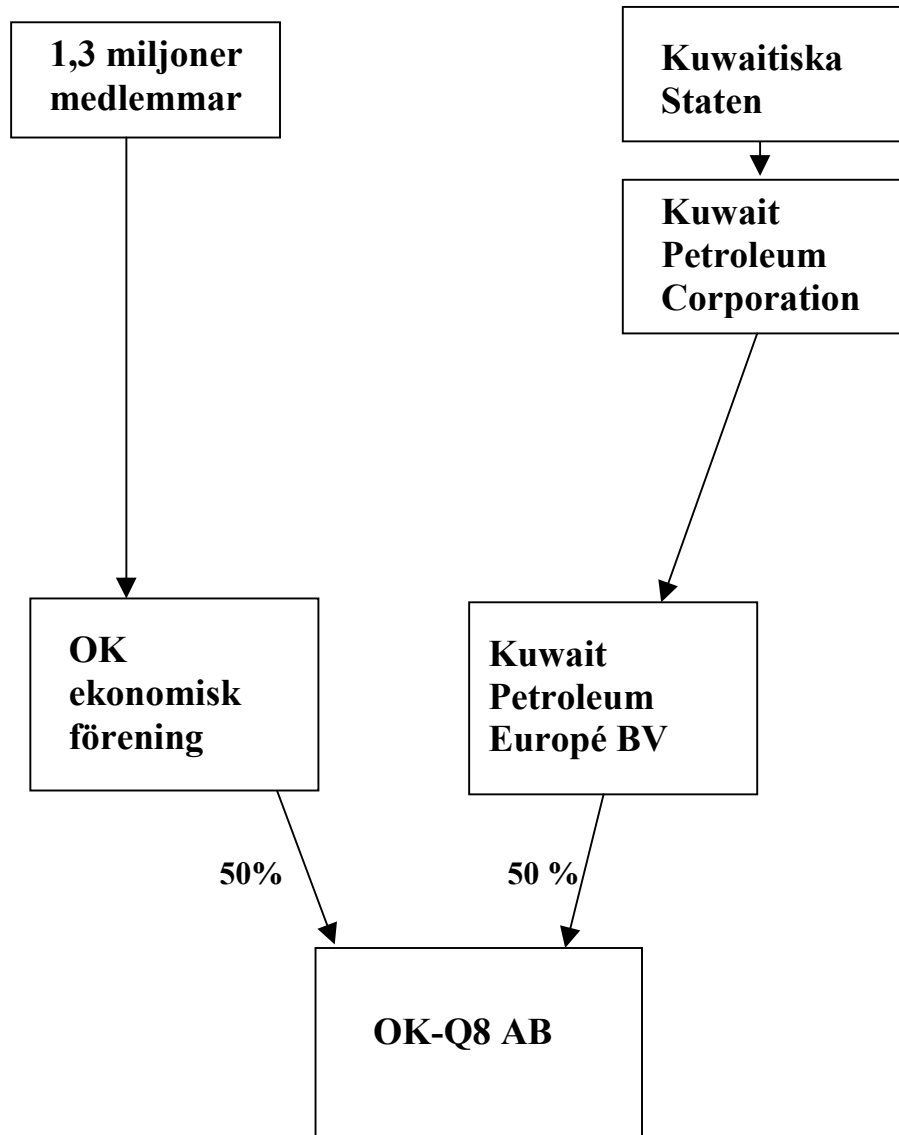 1,3 miljoner
medlemmar
Kuwaitiska
Staten
Kuwait
Petroleum
Corporation
OK
ekonomisk
förening
Kuwait
Petroleum
Europé BV
50%
50 %
OK-Q8 AB